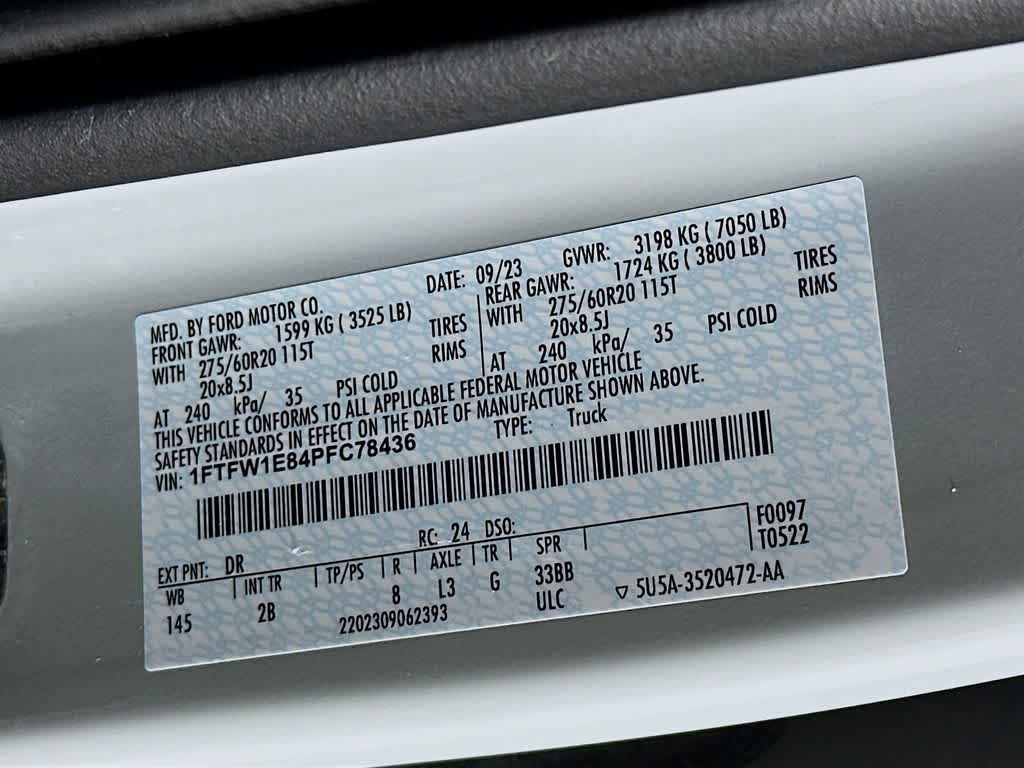 MFD. BY FORD MOTOR CO.
DATE: 09/23
GVWR: 3198 KG ( 7050 LB)
FRONT GAWR: 1599 KG ( 3525 LB)
WITH 275/60R20 115T TIRES
20x8.5J RIMS
AT 240 kPa/ 35 PSI COLD
REAR GAWR: 1724 KG ( 3800 LB)
WITH 275/60R20 115T TIRES
20x8.5J RIMS
AT 240 kPa/ 35 PSI COLD
THIS VEHICLE CONFORMS TO ALL APPLICABLE FEDERAL MOTOR VEHICLE
SAFETY STANDARDS IN EFFECT ON THE DATE OF MANUFACTURE SHOWN ABOVE.
VIN: 1FTFW1E84PFC78436 TYPE: Truck
EXT PNT: DR RC: 24 DSO:
F0097
T0522
WB INT TR TP/PS R AXLE TR SPR
145 2B 8 L3 G 33BB
2202309062393 ULC ▽ 5U5A-3520472-AA